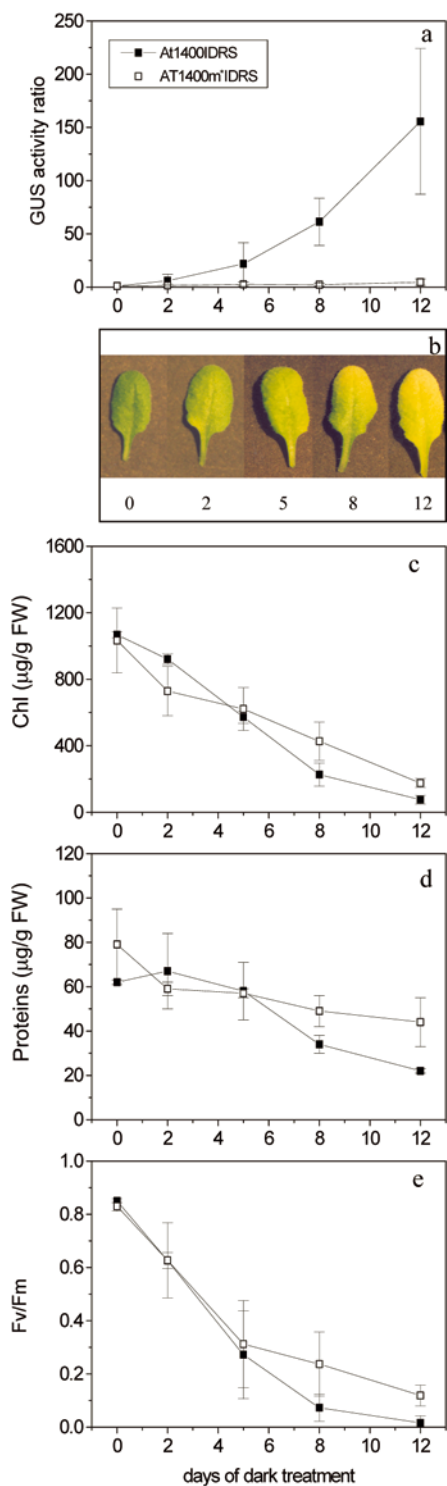 a
At1400IDRS
AT1400m*IDRS
250
200
150
100
50
0
GUS activity ratio
0 2 4 6 8 10 12
b
0 2 5 8 12
c
1600
1200
800
400
0
Chl (µg/g FW)
0 2 4 6 8 10 12
d
120
100
80
60
40
20
0
Proteins (µg/g FW)
0 2 4 6 8 10 12
e
1.0
0.8
0.6
0.4
0.2
0.0
Fv/Fm
0 2 4 6 8 10 12
days of dark treatment